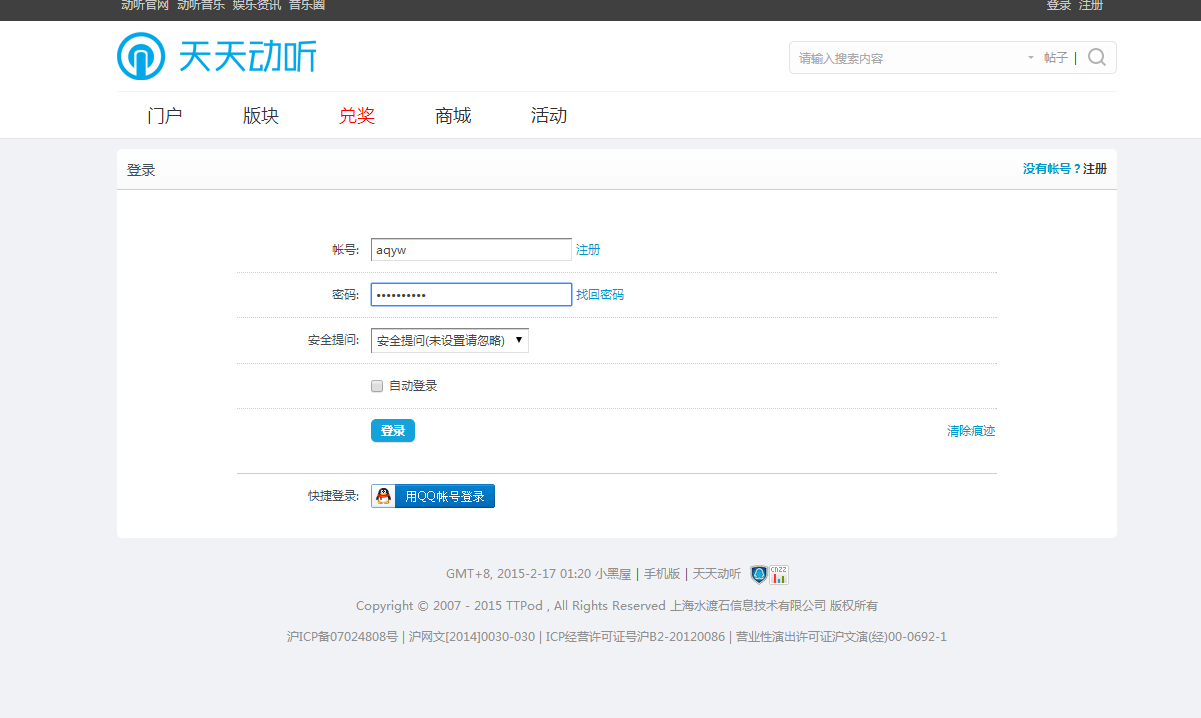 动听官网 动听音乐 娱乐资讯 音乐圈 登录 注册
天天动听
请输入搜索内容 帖子 |
门户 版块 兑奖 商城 活动
登录 没有帐号？注册
帐号: aqyw 注册
密码: •••••••••• 找回密码
安全提问: 安全提问(未设置请忽略)
自动登录
登录 清除痕迹
快捷登录: 用QQ帐号登录
GMT+8, 2015-2-17 01:20 小黑屋 | 手机版 | 天天动听 CNZZ
Copyright © 2007 - 2015 TTPod , All Rights Reserved 上海水渡石信息技术有限公司 版权所有
沪ICP备07024808号 | 沪网文[2014]0030-030 | ICP经营许可证号沪B2-20120086 | 营业性演出许可证沪文演(经)00-0692-1